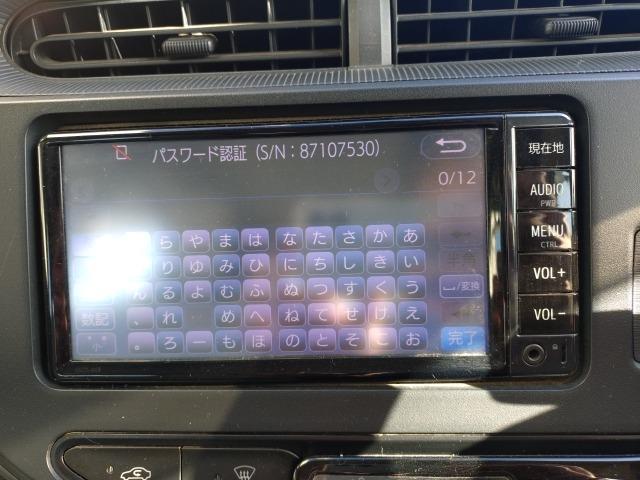 パスワード認証 (S/N：87107530)
0/12
らやまはなたさかあ
りゆみひにちしきい
んるよむふぬつすくう
␣/変換
数記 、れ めへねてせけえ
小 。ろーもほのとそこお
完了
現在地
AUDIO
PWR
MENU
CTRL
VOL+
VOL−